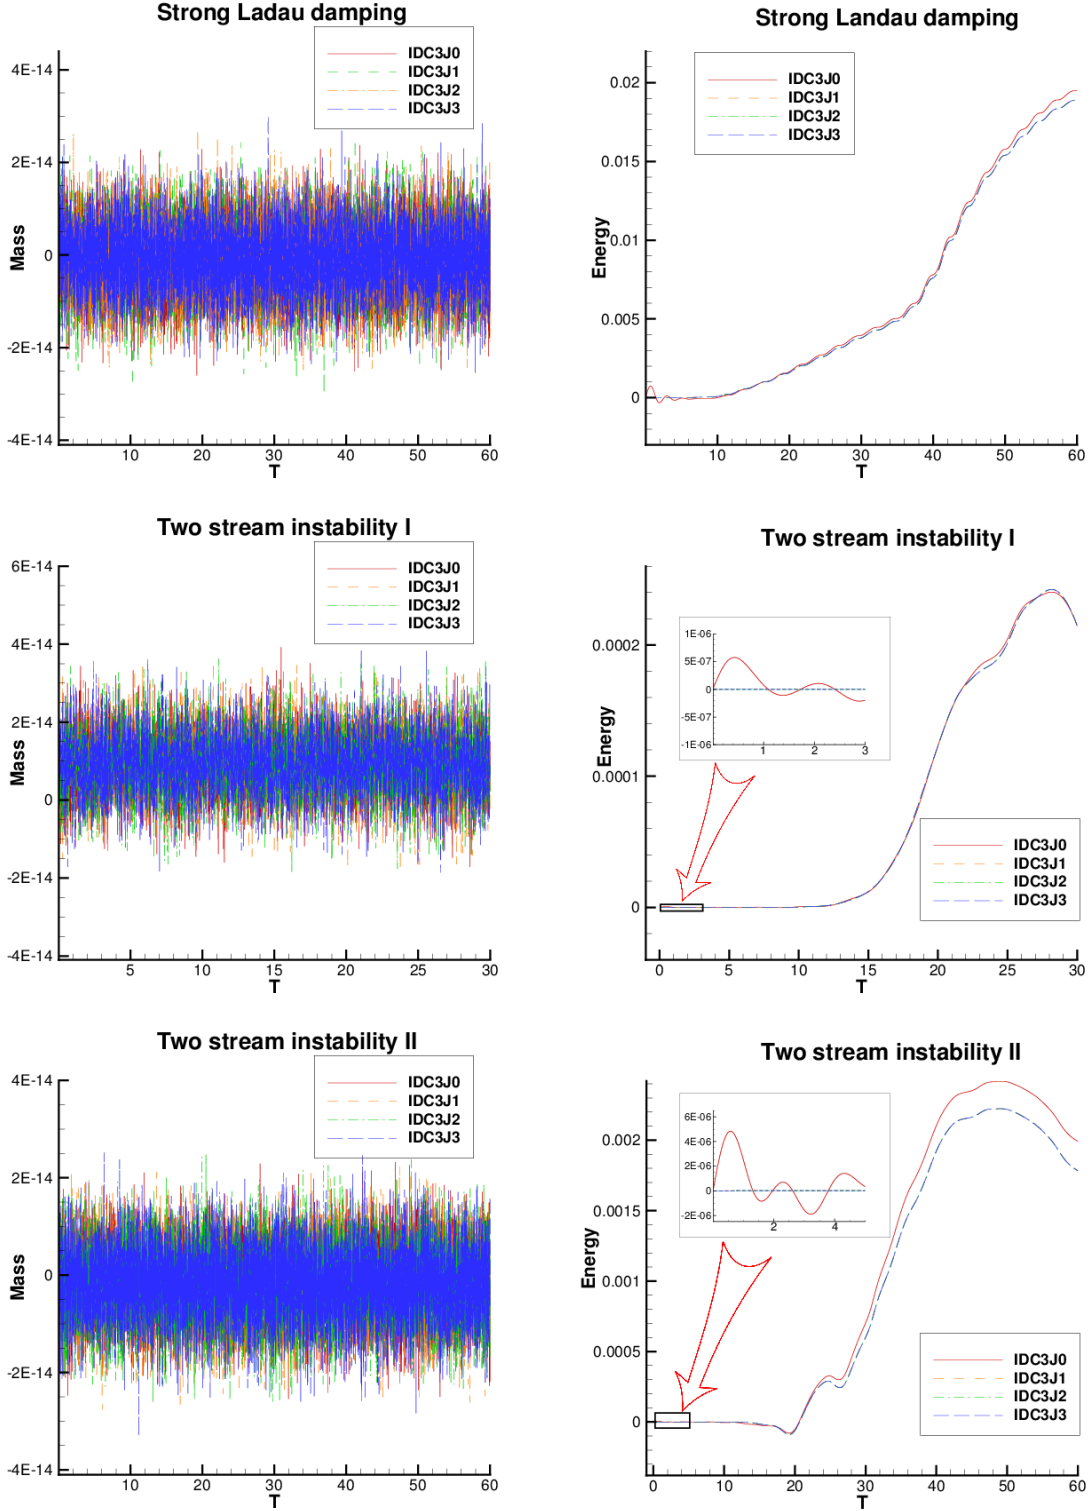 Strong Ladau damping
IDC3J0
IDC3J1
IDC3J2
IDC3J3
4E-14
2E-14
0
-2E-14
-4E-14
Mass
10 20 30 40 50 60
T
Strong Landau damping
IDC3J0
IDC3J1
IDC3J2
IDC3J3
0.02
0.015
0.01
0.005
0
Energy
10 20 30 40 50 60
T
Two stream instability I
IDC3J0
IDC3J1
IDC3J2
IDC3J3
6E-14
4E-14
2E-14
0
-2E-14
-4E-14
Mass
5 10 15 20 25 30
T
Two stream instability I
1E-06
5E-07
0
-5E-07
-1E-06
1 2 3
0.0002
0.0001
0
Energy
IDC3J0
IDC3J1
IDC3J2
IDC3J3
0 5 10 15 20 25 30
T
Two stream instability II
IDC3J0
IDC3J1
IDC3J2
IDC3J3
4E-14
2E-14
0
-2E-14
-4E-14
Mass
10 20 30 40 50 60
T
Two stream instability II
6E-06
4E-06
2E-06
0
-2E-06
2 4
0.002
0.0015
0.001
0.0005
0
Energy
IDC3J0
IDC3J1
IDC3J2
IDC3J3
0 10 20 30 40 50 60
T